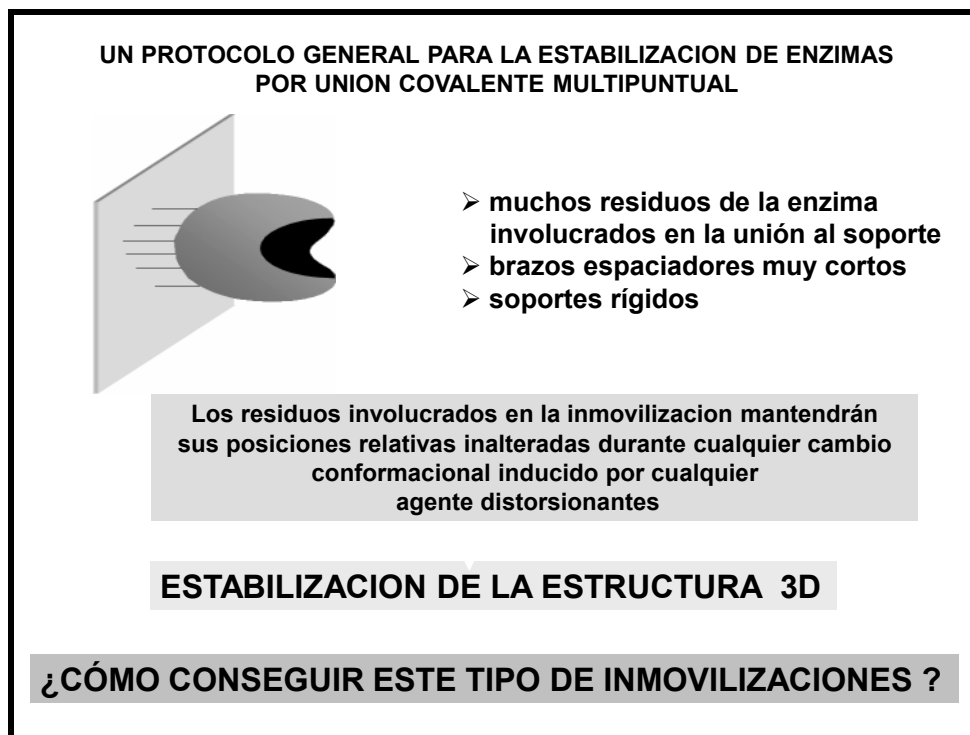 UN PROTOCOLO GENERAL PARA LA ESTABILIZACION DE ENZIMAS
POR UNION COVALENTE MULTIPUNTUAL
➢ muchos residuos de la enzima
involucrados en la unión al soporte
➢ brazos espaciadores muy cortos
➢ soportes rígidos
Los residuos involucrados en la inmovilizacion mantendrán
sus posiciones relativas inalteradas durante cualquier cambio
conformacional inducido por cualquier
agente distorsionantes
ESTABILIZACION DE LA ESTRUCTURA 3D
¿CÓMO CONSEGUIR ESTE TIPO DE INMOVILIZACIONES ?